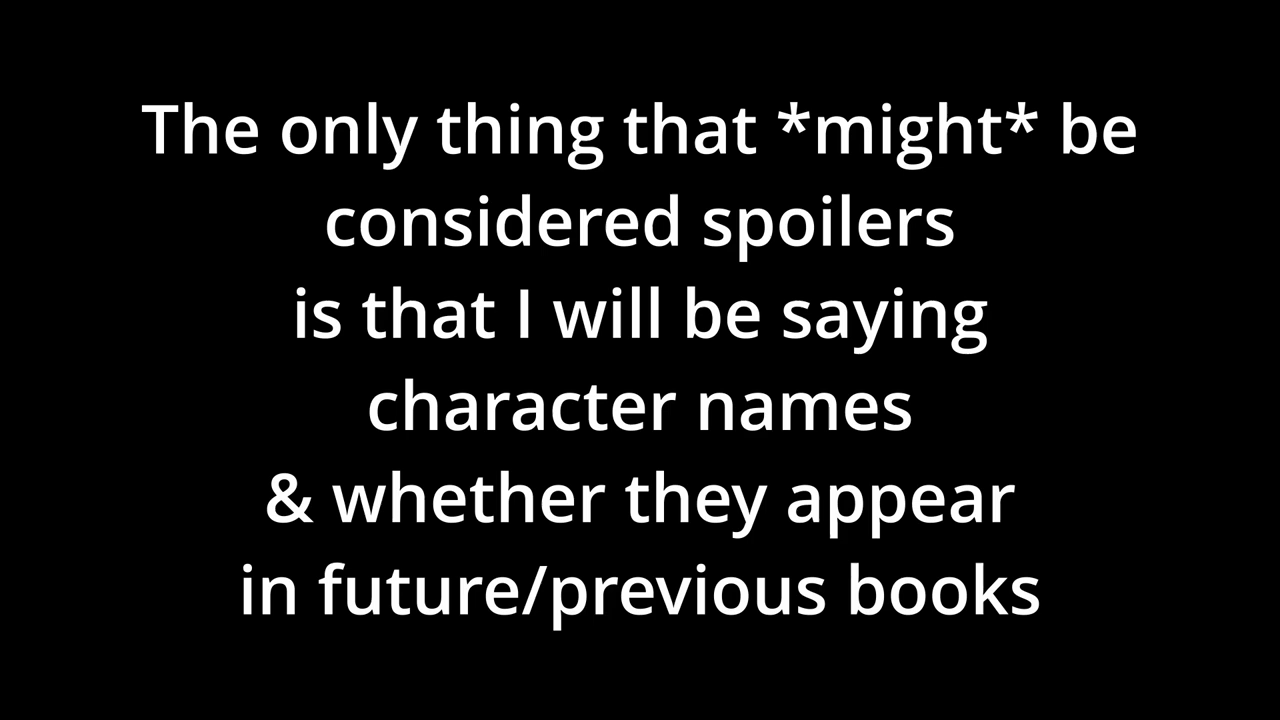 The only thing that *might* be
considered spoilers
is that I will be saying
character names
& whether they appear
in future/previous books